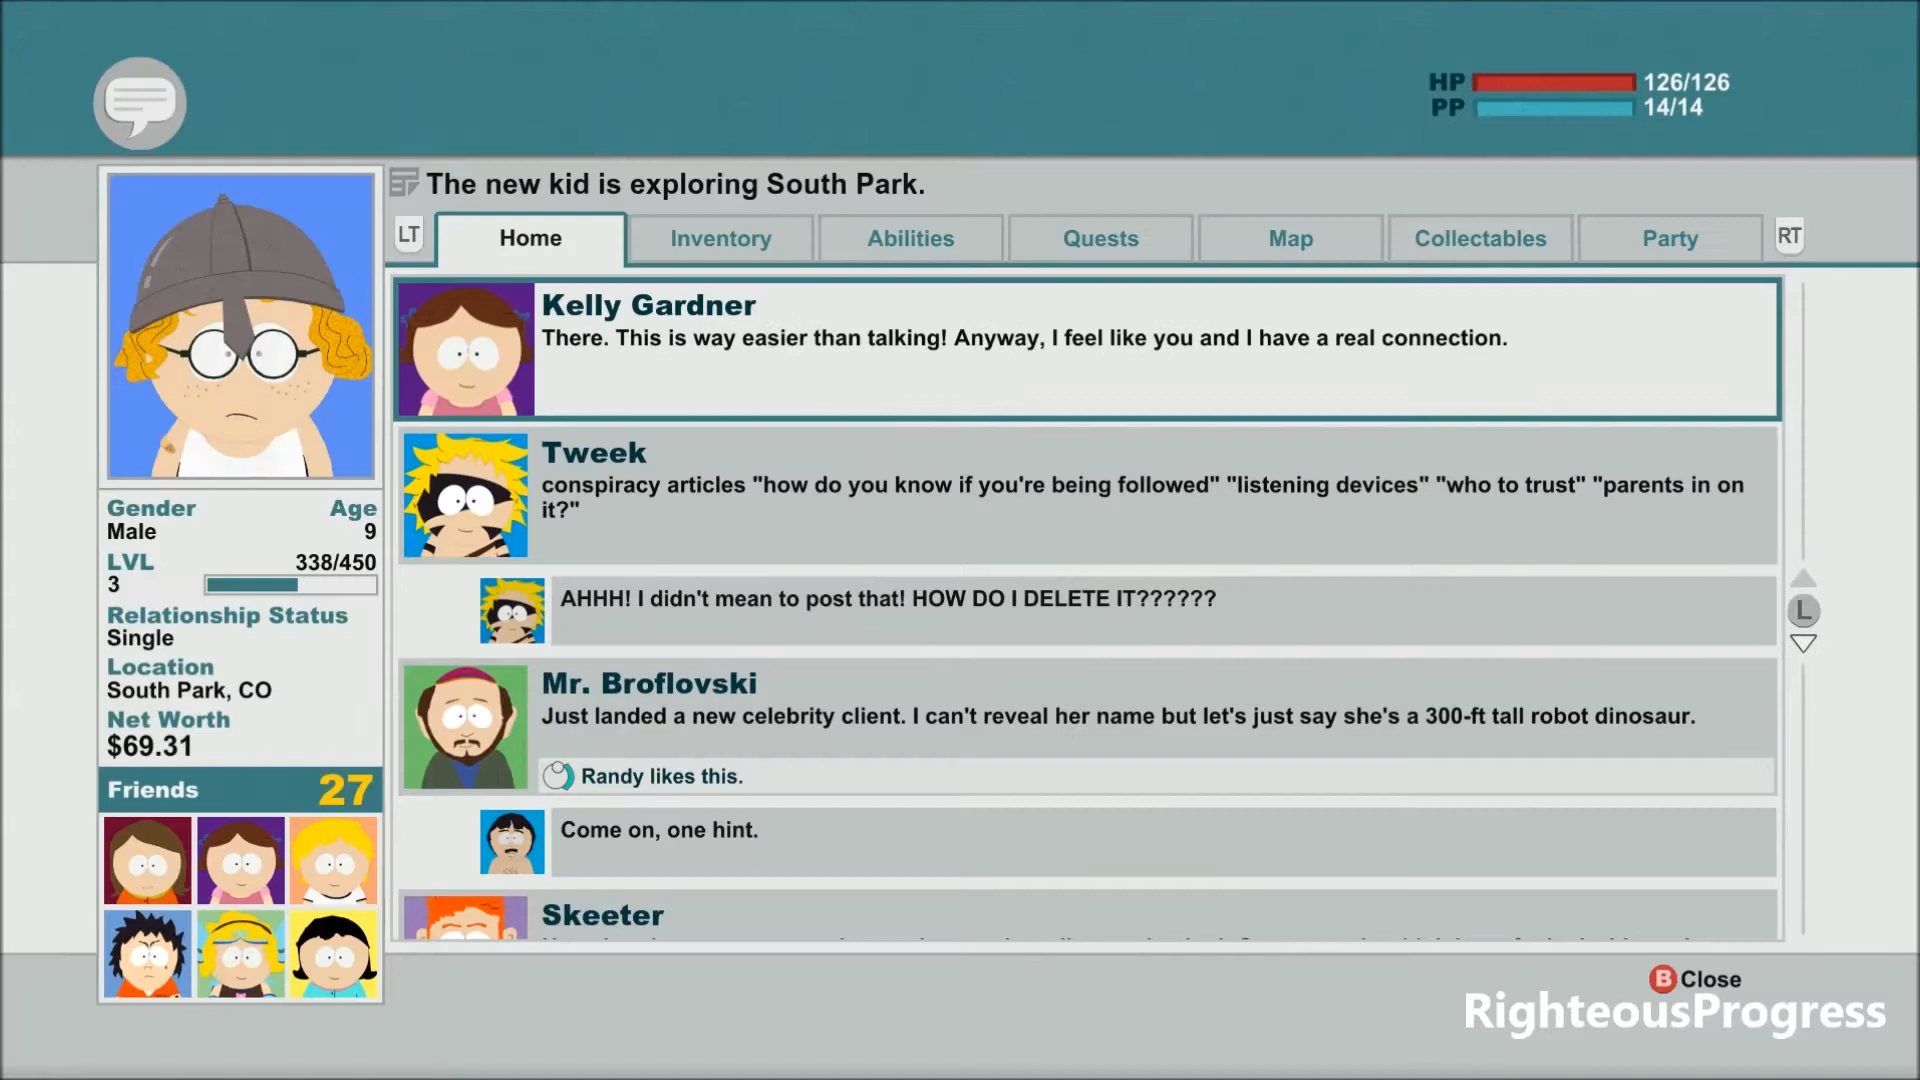 HP 126/126
PP 14/14
The new kid is exploring South Park.
LT Home Inventory Abilities Quests Map Collectables Party RT
Kelly Gardner
There. This is way easier than talking! Anyway, I feel like you and I have a real connection.
Tweek
conspiracy articles "how do you know if you're being followed" "listening devices" "who to trust" "parents in on
it?"
AHHH! I didn't mean to post that! HOW DO I DELETE IT??????
Mr. Broflovski
Just landed a new celebrity client. I can't reveal her name but let's just say she's a 300-ft tall robot dinosaur.
Randy likes this.
Come on, one hint.
Skeeter
Gender Age
Male 9
LVL 338/450
3
Relationship Status
Single
Location
South Park, CO
Net Worth
$69.31
Friends 27
L
B Close
RighteousProgress